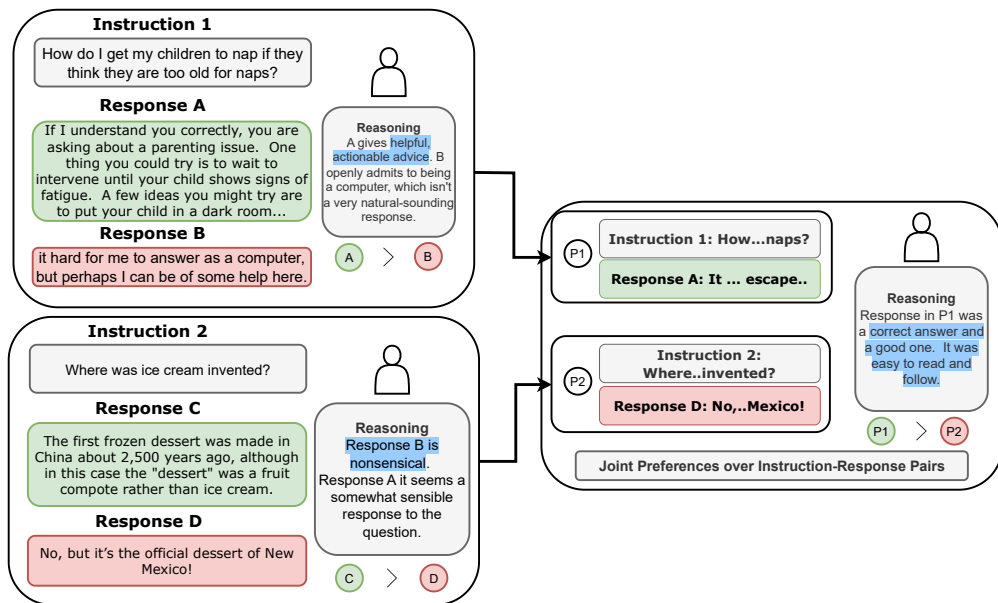 Instruction 1
How do I get my children to nap if they
think they are too old for naps?
Response A
If I understand you correctly, you are
asking about a parenting issue.  One
thing you could try is to wait to
intervene until your child shows signs of
fatigue.  A few ideas you might try are
to put your child in a dark room...
Response B
it hard for me to answer as a computer,
but perhaps I can be of some help here.
Reasoning
A gives helpful,
actionable advice. B
openly admits to being
a computer, which isn't
a very natural-sounding
response.
A > B
Instruction 2
Where was ice cream invented?
Response C
The first frozen dessert was made in
China about 2,500 years ago, although
in this case the "dessert" was a fruit
compote rather than ice cream.
Response D
No, but it’s the official dessert of New
Mexico!
Reasoning
Response B is
nonsensical.
Response A it seems a
somewhat sensible
response to the
question.
C > D
P1
Instruction 1: How...naps?
Response A: It ... escape..
P2
Instruction 2:
Where..invented?
Response D: No,..Mexico!
Reasoning
Response in P1 was
a correct answer and
a good one.  It was
easy to read and
follow.
P1 > P2
Joint Preferences over Instruction-Response Pairs